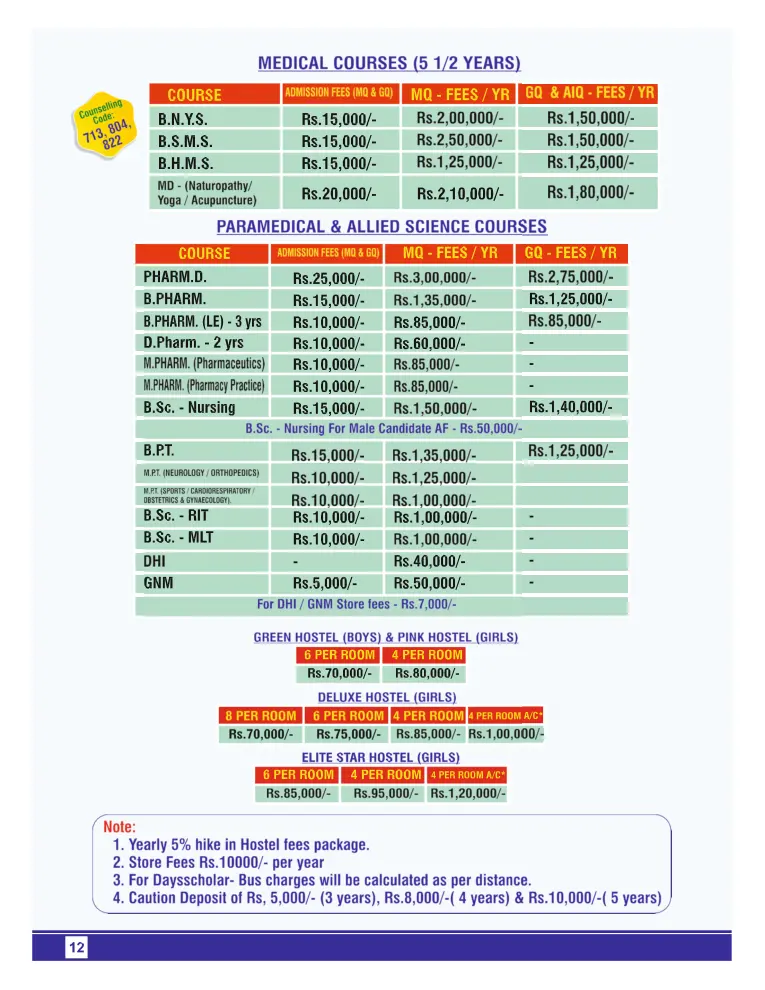 MEDICAL COURSES (5 1/2 YEARS)
Counselling
Code:
713, 804,
822
COURSE ADMISSION FEES (MQ & GQ) MQ - FEES / YR GQ & AIQ - FEES / YR
B.N.Y.S. Rs.15,000/- Rs.2,00,000/- Rs.1,50,000/-
B.S.M.S. Rs.15,000/- Rs.2,50,000/- Rs.1,50,000/-
B.H.M.S. Rs.15,000/- Rs.1,25,000/- Rs.1,25,000/-
MD - (Naturopathy/
Yoga / Acupuncture) Rs.20,000/- Rs.2,10,000/- Rs.1,80,000/-
PARAMEDICAL & ALLIED SCIENCE COURSES
COURSE ADMISSION FEES (MQ & GQ) MQ - FEES / YR GQ - FEES / YR
PHARM.D. Rs.25,000/- Rs.3,00,000/- Rs.2,75,000/-
B.PHARM. Rs.15,000/- Rs.1,35,000/- Rs.1,25,000/-
B.PHARM. (LE) - 3 yrs Rs.10,000/- Rs.85,000/- Rs.85,000/-
D.Pharm. - 2 yrs Rs.10,000/- Rs.60,000/- -
M.PHARM. (Pharmaceutics) Rs.10,000/- Rs.85,000/- -
M.PHARM. (Pharmacy Practice) Rs.10,000/- Rs.85,000/- -
B.Sc. - Nursing Rs.15,000/- Rs.1,50,000/- Rs.1,40,000/-
B.Sc. - Nursing For Male Candidate AF - Rs.50,000/-
B.P.T. Rs.15,000/- Rs.1,35,000/- Rs.1,25,000/-
M.P.T. (NEUROLOGY / ORTHOPEDICS) Rs.10,000/- Rs.1,25,000/-
M.P.T. (SPORTS / CARDIORESPIRATORY /
OBSTETRICS & GYNAECOLOGY). Rs.10,000/- Rs.1,00,000/-
B.Sc. - RIT Rs.10,000/- Rs.1,00,000/- -
B.Sc. - MLT Rs.10,000/- Rs.1,00,000/- -
DHI - Rs.40,000/- -
GNM Rs.5,000/- Rs.50,000/- -
For DHI / GNM Store fees - Rs.7,000/-
GREEN HOSTEL (BOYS) & PINK HOSTEL (GIRLS)
6 PER ROOM 4 PER ROOM
Rs.70,000/- Rs.80,000/-
DELUXE HOSTEL (GIRLS)
8 PER ROOM 6 PER ROOM 4 PER ROOM 4 PER ROOM A/C*
Rs.70,000/- Rs.75,000/- Rs.85,000/- Rs.1,00,000/-
ELITE STAR HOSTEL (GIRLS)
6 PER ROOM 4 PER ROOM 4 PER ROOM A/C*
Rs.85,000/- Rs.95,000/- Rs.1,20,000/-
Note:
1. Yearly 5% hike in Hostel fees package.
2. Store Fees Rs.10000/- per year
3. For Daysscholar- Bus charges will be calculated as per distance.
4. Caution Deposit of Rs, 5,000/- (3 years), Rs.8,000/-( 4 years) & Rs.10,000/-( 5 years)
12